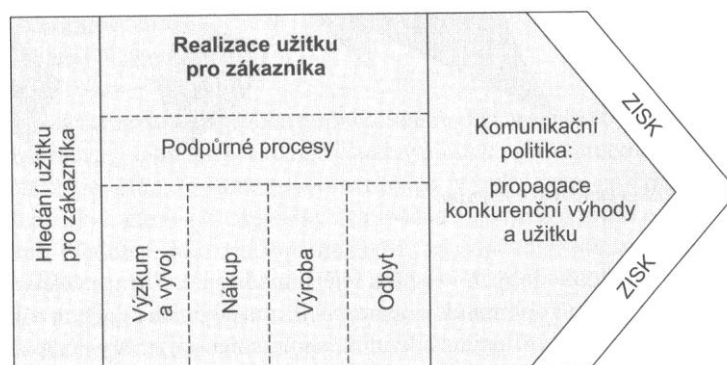 Hledání užitku
pro zákazníka
Realizace užitku
pro zákazníka
Podpůrné procesy
Výzkum
a vývoj
Nákup
Výroba
Odbyt
Komunikační
politika:
propagace
konkurenční výhody
a užitku
ZISK
ZISK